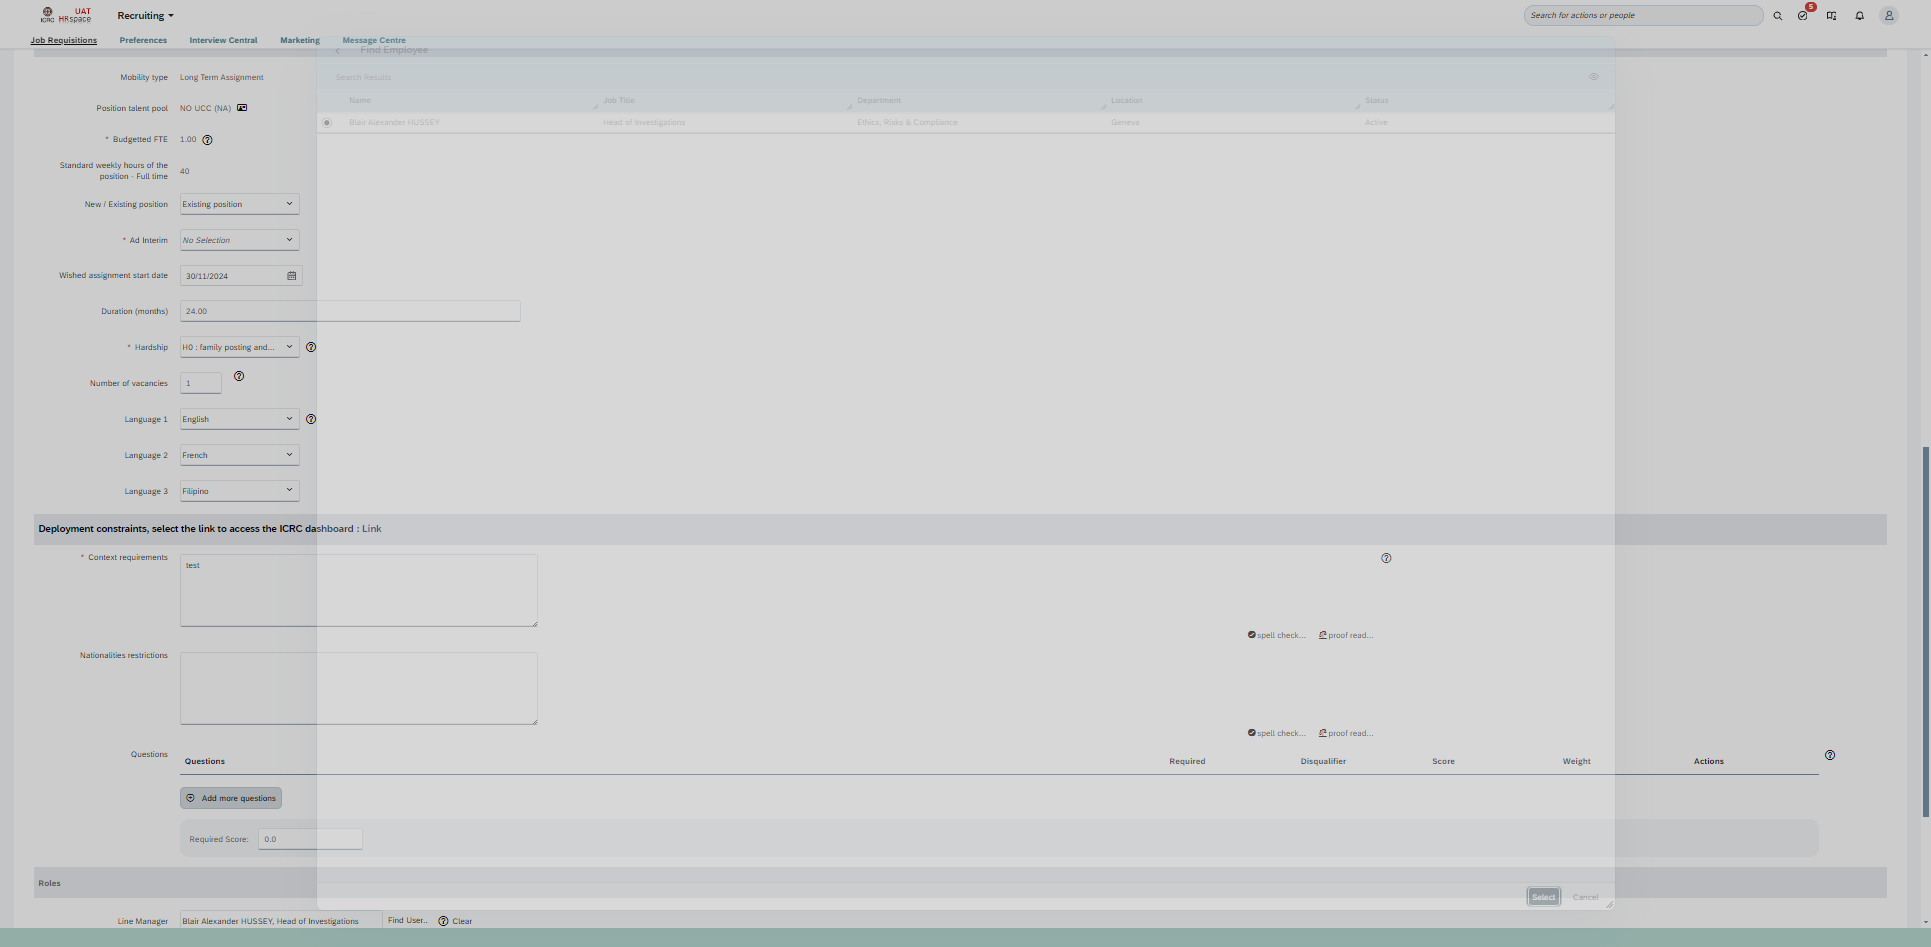 ICRC UAT HRspace
Recruiting
Search for actions or people
5
Job Requisitions Preferences Interview Central Marketing Message Centre
Find Employee
Search Results
Name Job Title Department Location Status
Blair Alexander HUSSEY Head of Investigations Ethics, Risks & Compliance Geneva Active
Mobility type Long Term Assignment
Position talent pool NO UCC (NA)
* Budgetted FTE 1.00
Standard weekly hours of the
position - Full time 40
New / Existing position Existing position
* Ad Interim No Selection
Wished assignment start date 30/11/2024
Duration (months) 24.00
* Hardship H0 : family posting and...
Number of vacancies 1
Language 1 English
Language 2 French
Language 3 Filipino
Deployment constraints, select the link to access the ICRC dashboard : Link
* Context requirements test
spell check... proof read...
Nationalities restrictions
spell check... proof read...
Questions Questions Required Disqualifier Score Weight Actions
Add more questions
Required Score: 0.0
Roles
Select Cancel
Line Manager Blair Alexander HUSSEY, Head of Investigations Find User.. Clear